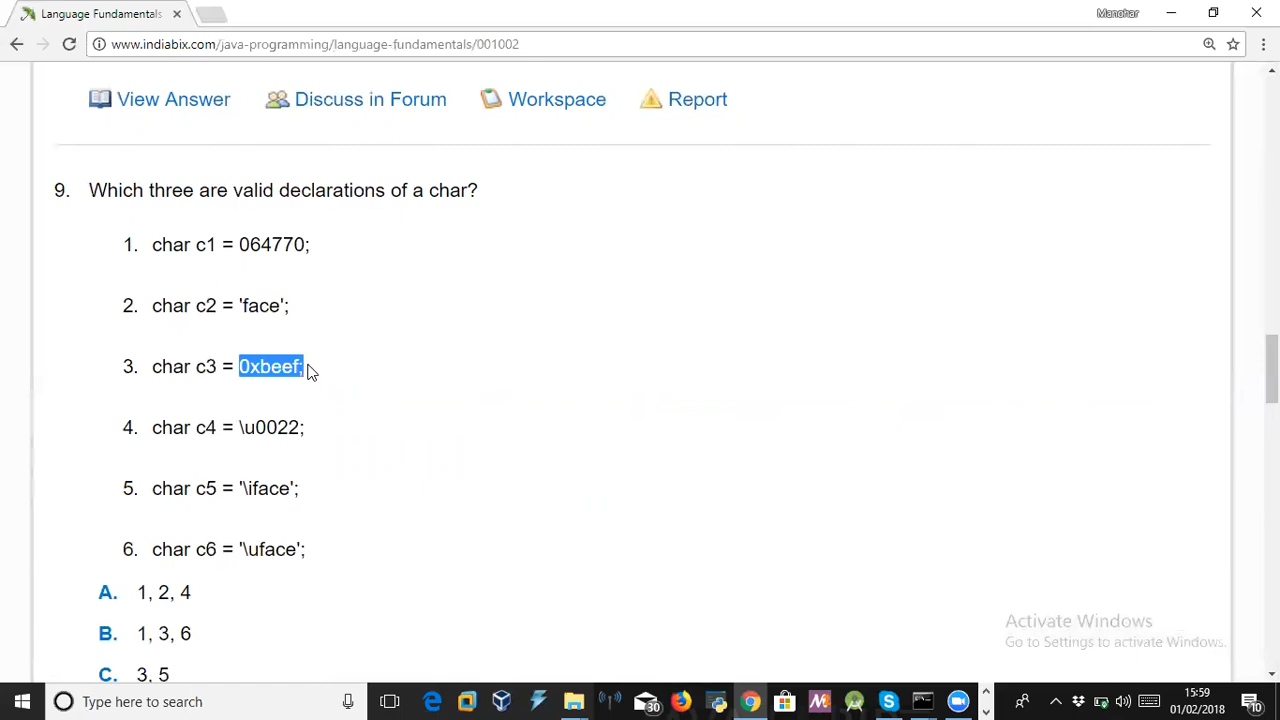 Language Fundamentals
Manohar
www.indiabix.com/java-programming/language-fundamentals/001002
View Answer Discuss in Forum Workspace Report
9. Which three are valid declarations of a char?
1. char c1 = 064770;
2. char c2 = 'face';
3. char c3 = 0xbeef;
4. char c4 = \u0022;
5. char c5 = '\iface';
6. char c6 = '\uface';
A. 1, 2, 4
B. 1, 3, 6
C. 3, 5
Activate Windows
Go to Settings to activate Windows.
Type here to search
30
15:59
01/02/2018
10